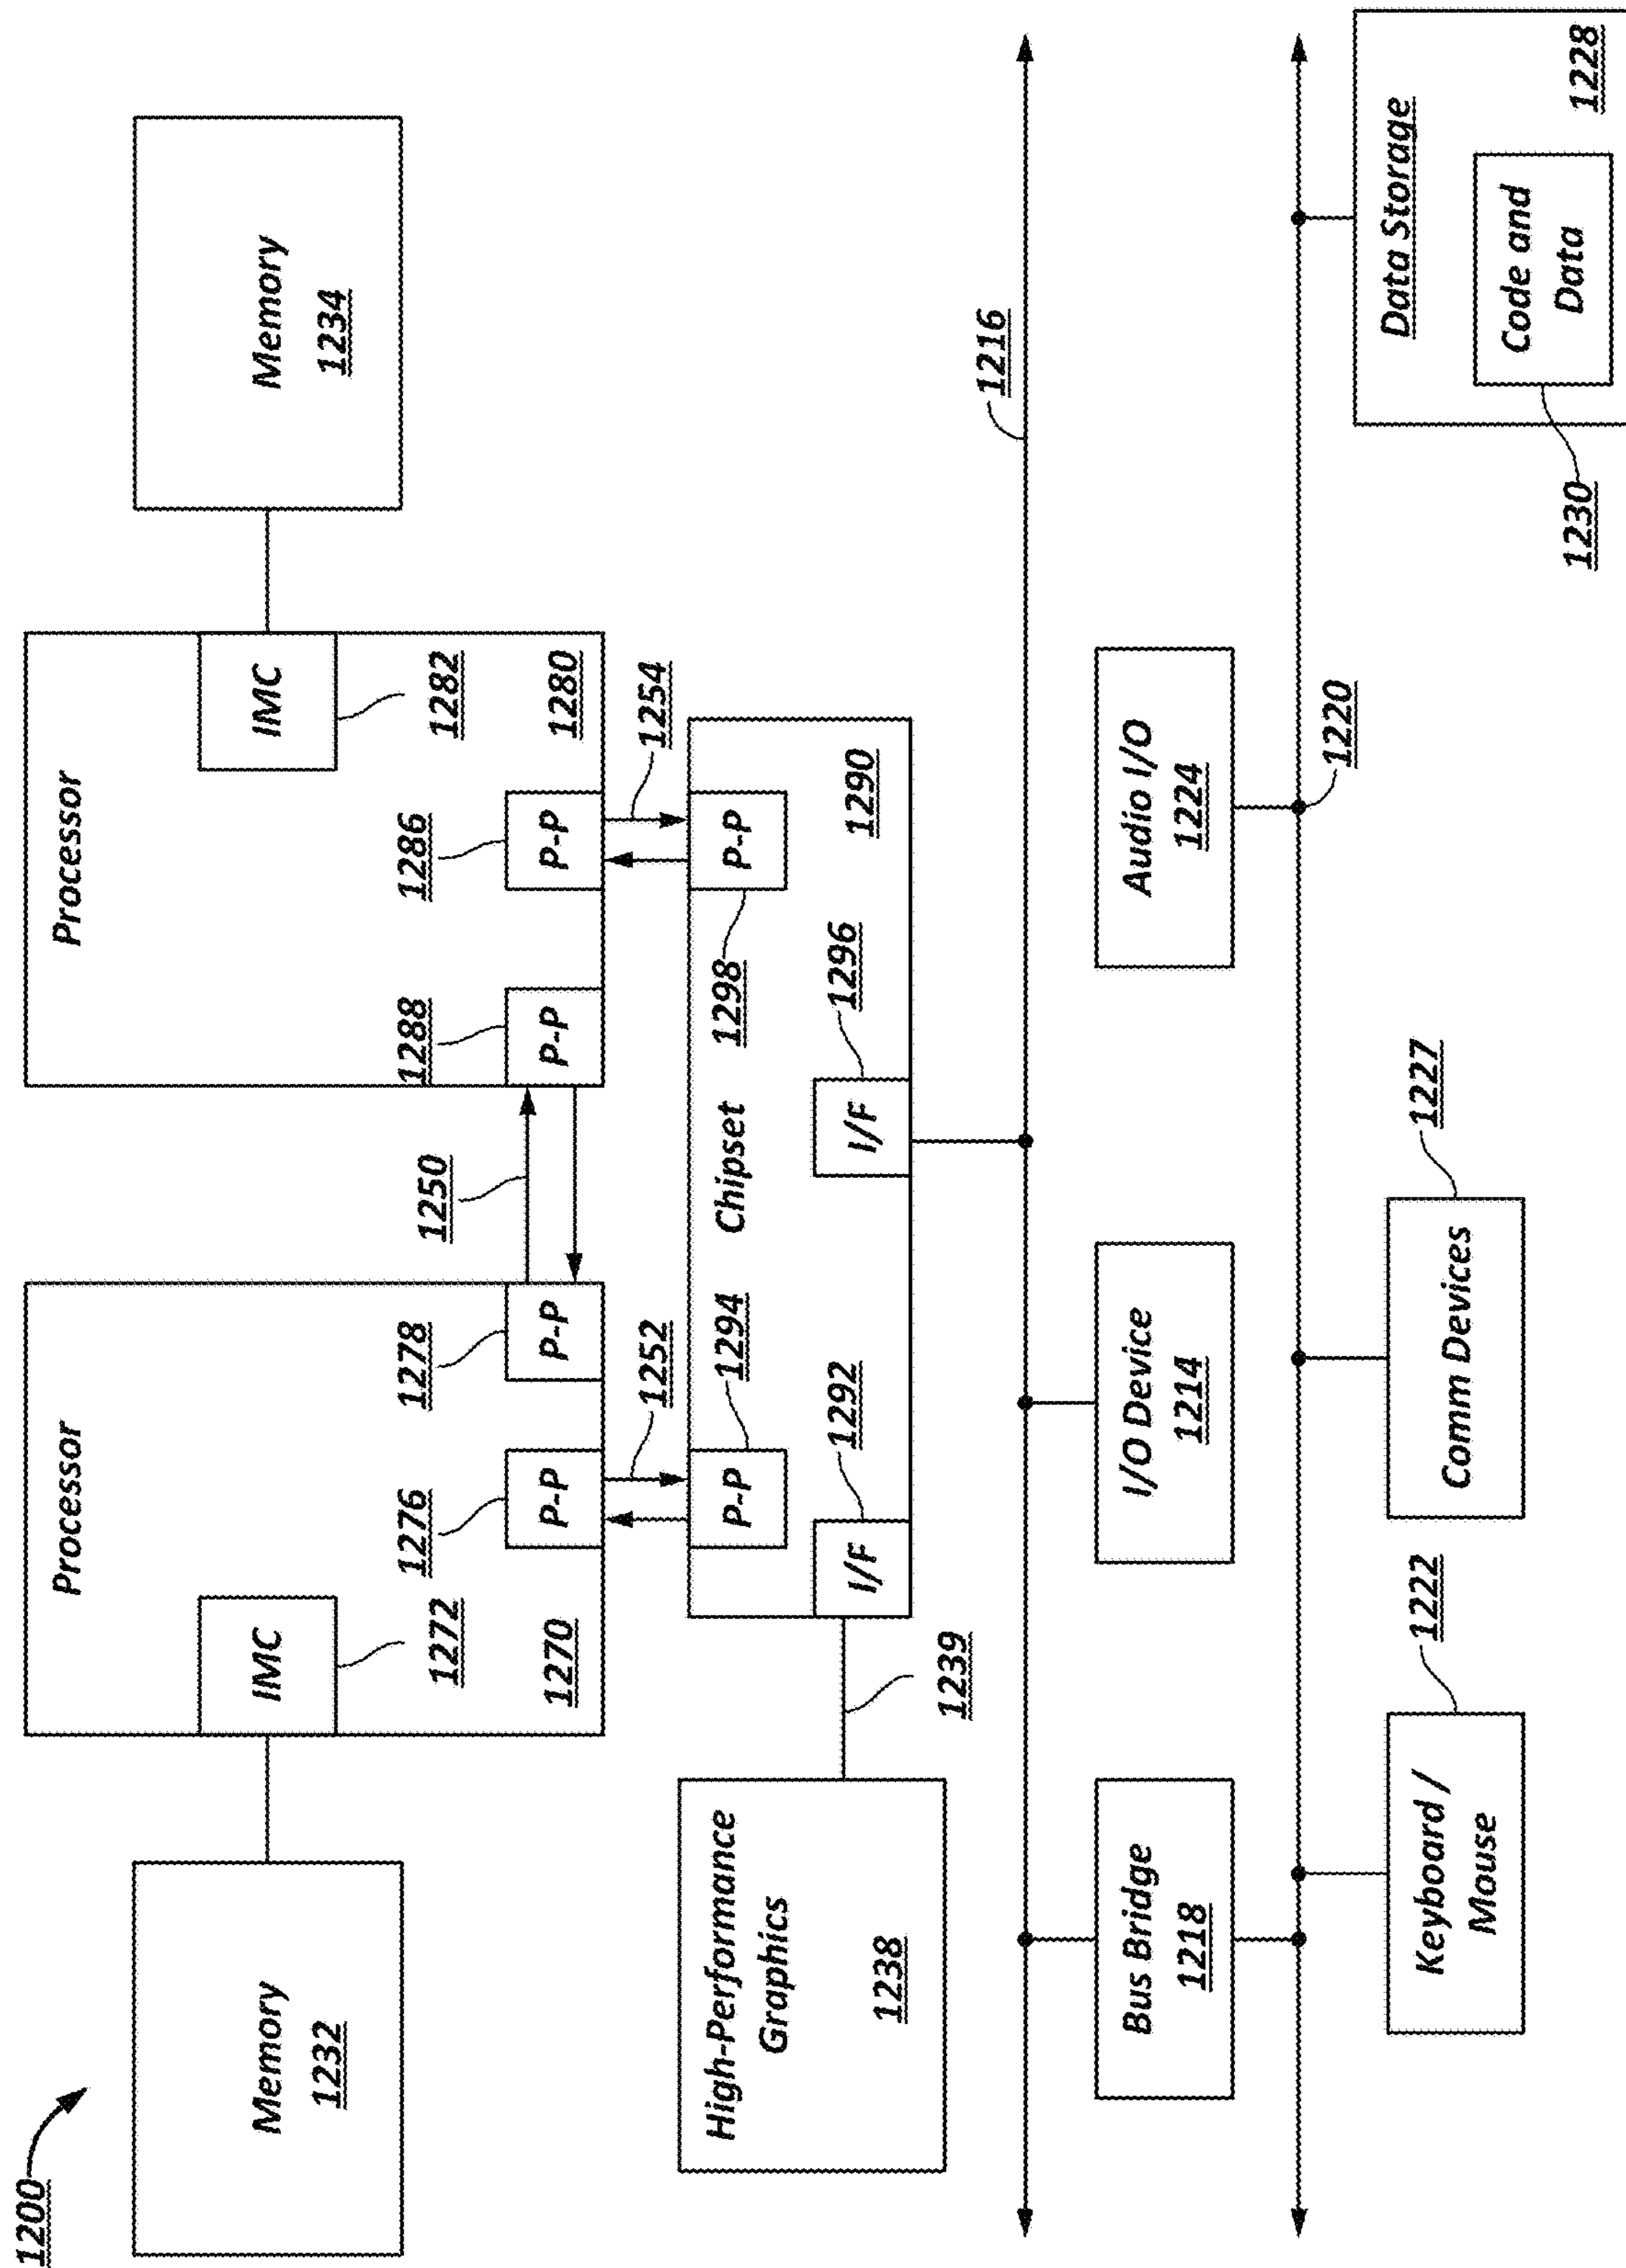 1200
Memory
1232
Processor
IMC
1272
1270
1276
P-P
1278
P-P
1250
Processor
1288
P-P
1286
P-P
IMC
1282
1280
Memory
1234
1252
1254
High-Performance
Graphics
1238
1239
P-P
1294
Chipset
P-P
1298
1290
I/F
1292
I/F
1296
1216
Bus Bridge
1218
I/O Device
1214
Audio I/O
1224
1220
Keyboard /
Mouse
1222
Comm Devices
1227
Data Storage
Code and
Data
1228
1230